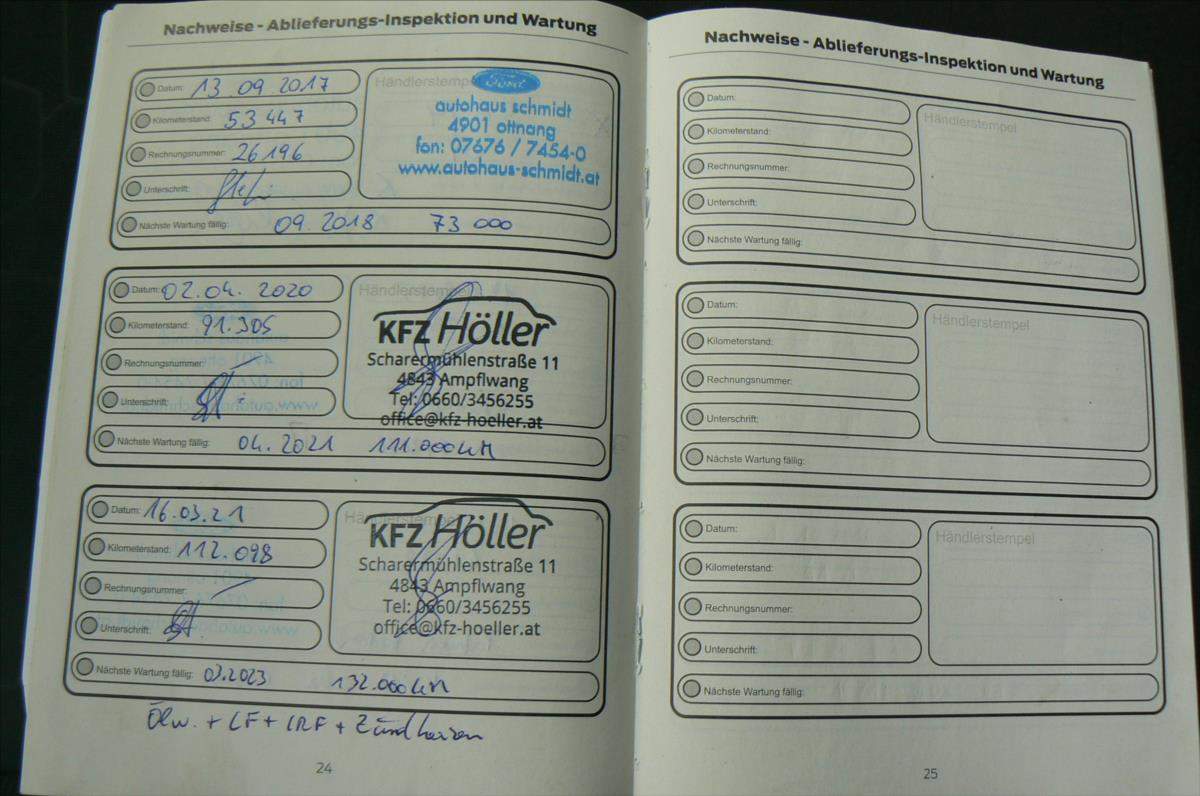 Nachweise - Ablieferungs-Inspektion und Wartung
Datum: 13 09 2017
Kilometerstand: 53 447
Rechnungsnummer: 26196
Unterschrift:
Nächste Wartung fällig: 09. 2018 73 000
Händlerstempel
Ford
autohaus schmidt
4901 ottnang
fon: 07676 / 7454-0
www.autohaus-schmidt.at
Datum: 02.04. 2020
Kilometerstand: 91.305
Rechnungsnummer:
Unterschrift:
Nächste Wartung fällig: 04. 2021 111.000 KM
Händlerstempel
KFZ Höller
Scharermühlenstraße 11
4843 Ampflwang
Tel: 0660/3456255
office@kfz-hoeller.at
Datum: 16.03.21
Kilometerstand: 112.098
Rechnungsnummer:
Unterschrift:
Nächste Wartung fällig: 03.2023 132.000 KM
Händlerstempel
KFZ Höller
Scharermühlenstraße 11
4843 Ampflwang
Tel: 0660/3456255
office@kfz-hoeller.at
Ölw. + LF + IRF + Zündkerzen
24
Nachweise - Ablieferungs-Inspektion und Wartung
Datum:
Kilometerstand:
Rechnungsnummer:
Unterschrift:
Nächste Wartung fällig:
Händlerstempel
Datum:
Kilometerstand:
Rechnungsnummer:
Unterschrift:
Nächste Wartung fällig:
Händlerstempel
Datum:
Kilometerstand:
Rechnungsnummer:
Unterschrift:
Nächste Wartung fällig:
Händlerstempel
25